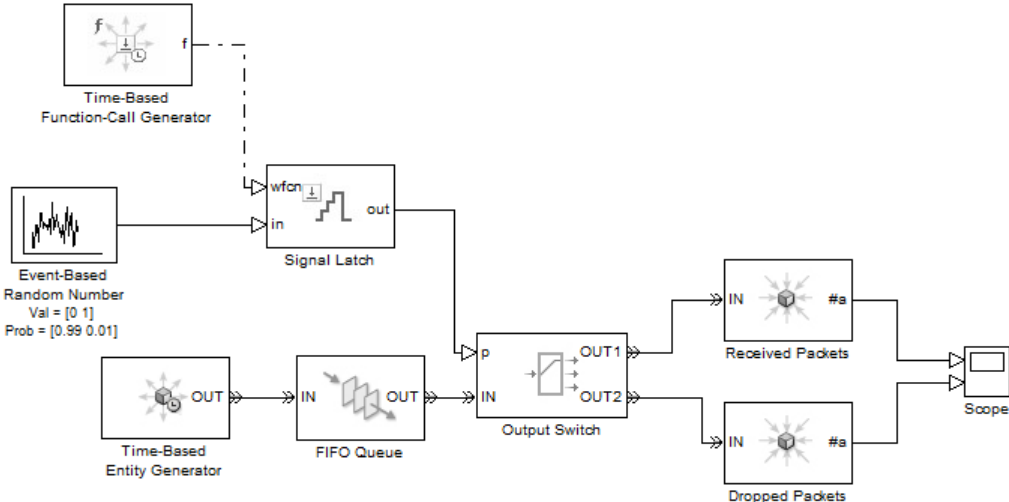 f
f
Time-Based
Function-Call Generator
wfcn
in
out
Signal Latch
Event-Based
Random Number
Val = [0 1]
Prob = [0.99 0.01]
OUT
Time-Based
Entity Generator
IN
OUT
FIFO Queue
p
IN
OUT1
OUT2
Output Switch
IN
#a
Received Packets
IN
#a
Dropped Packets
Scope